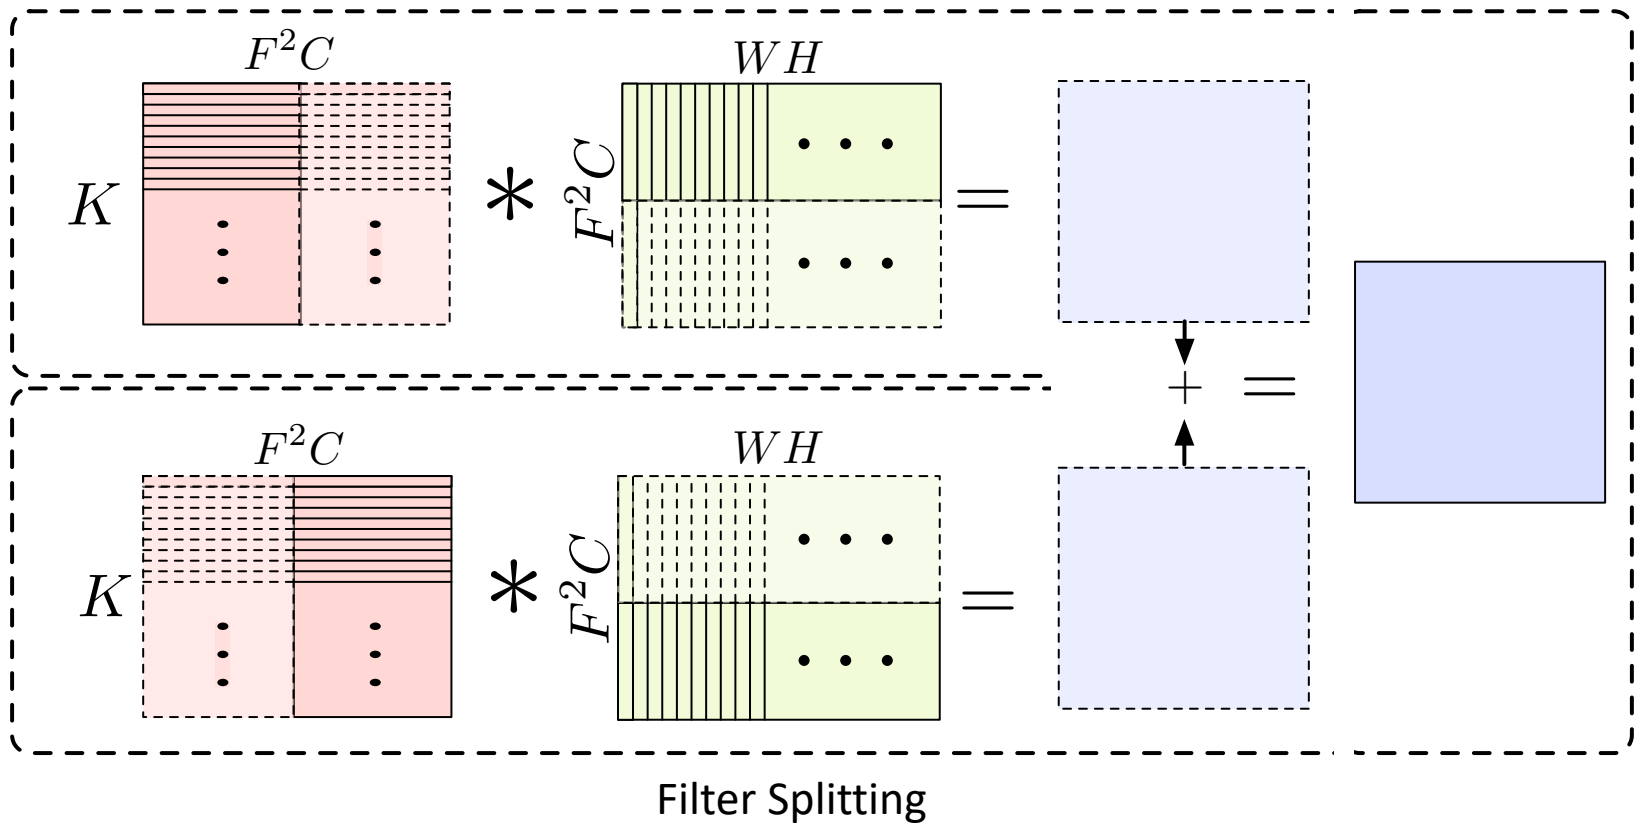 F²C
WH
K
*
F²C
=
+
=
F²C
WH
K
*
F²C
=
Filter Splitting